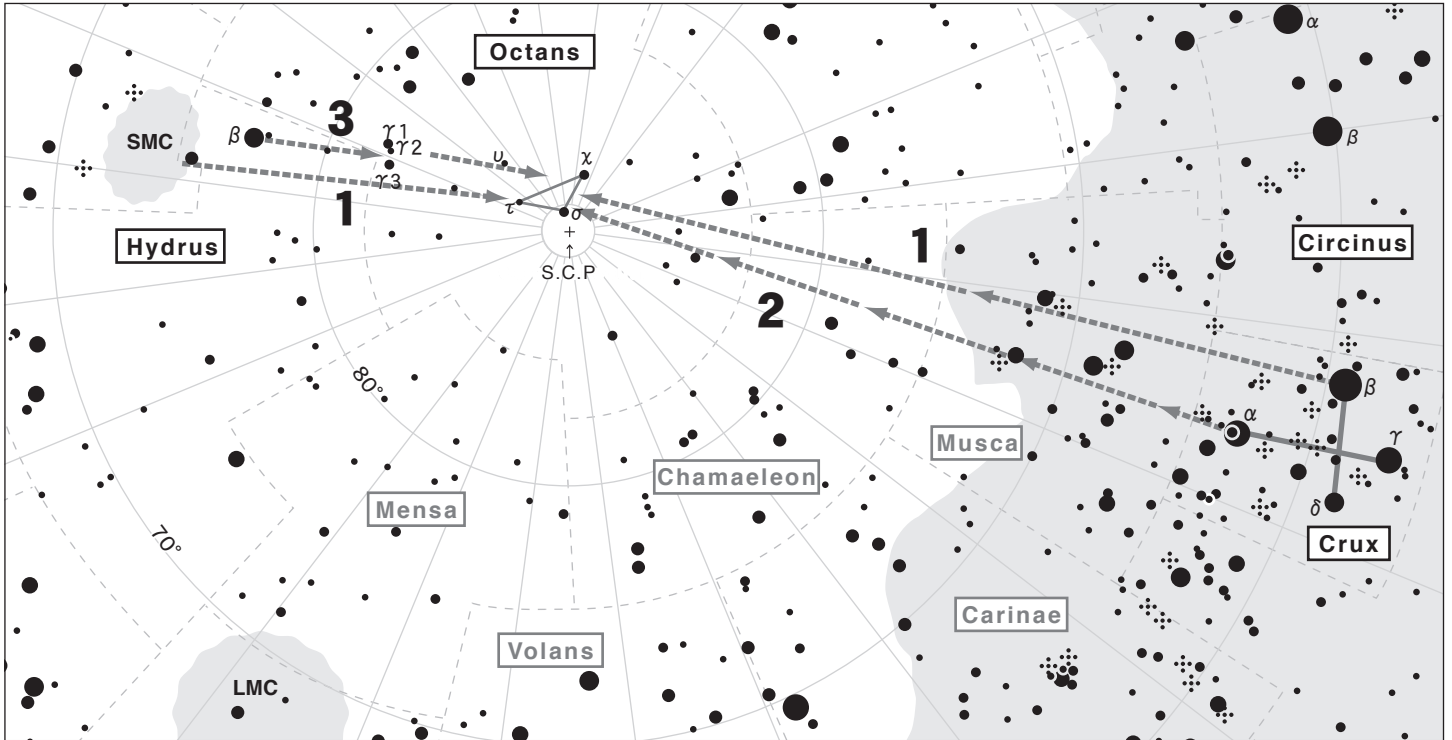 α
Octans
3
γ1
SMC
β
γ2
β
υ
χ
γ3
1
τ
σ
Hydrus
1
Circinus
↑
S.C.P
2
80°
β
α
γ
Musca
Chamaeleon
Mensa
δ
Crux
70°
Carinae
Volans
LMC